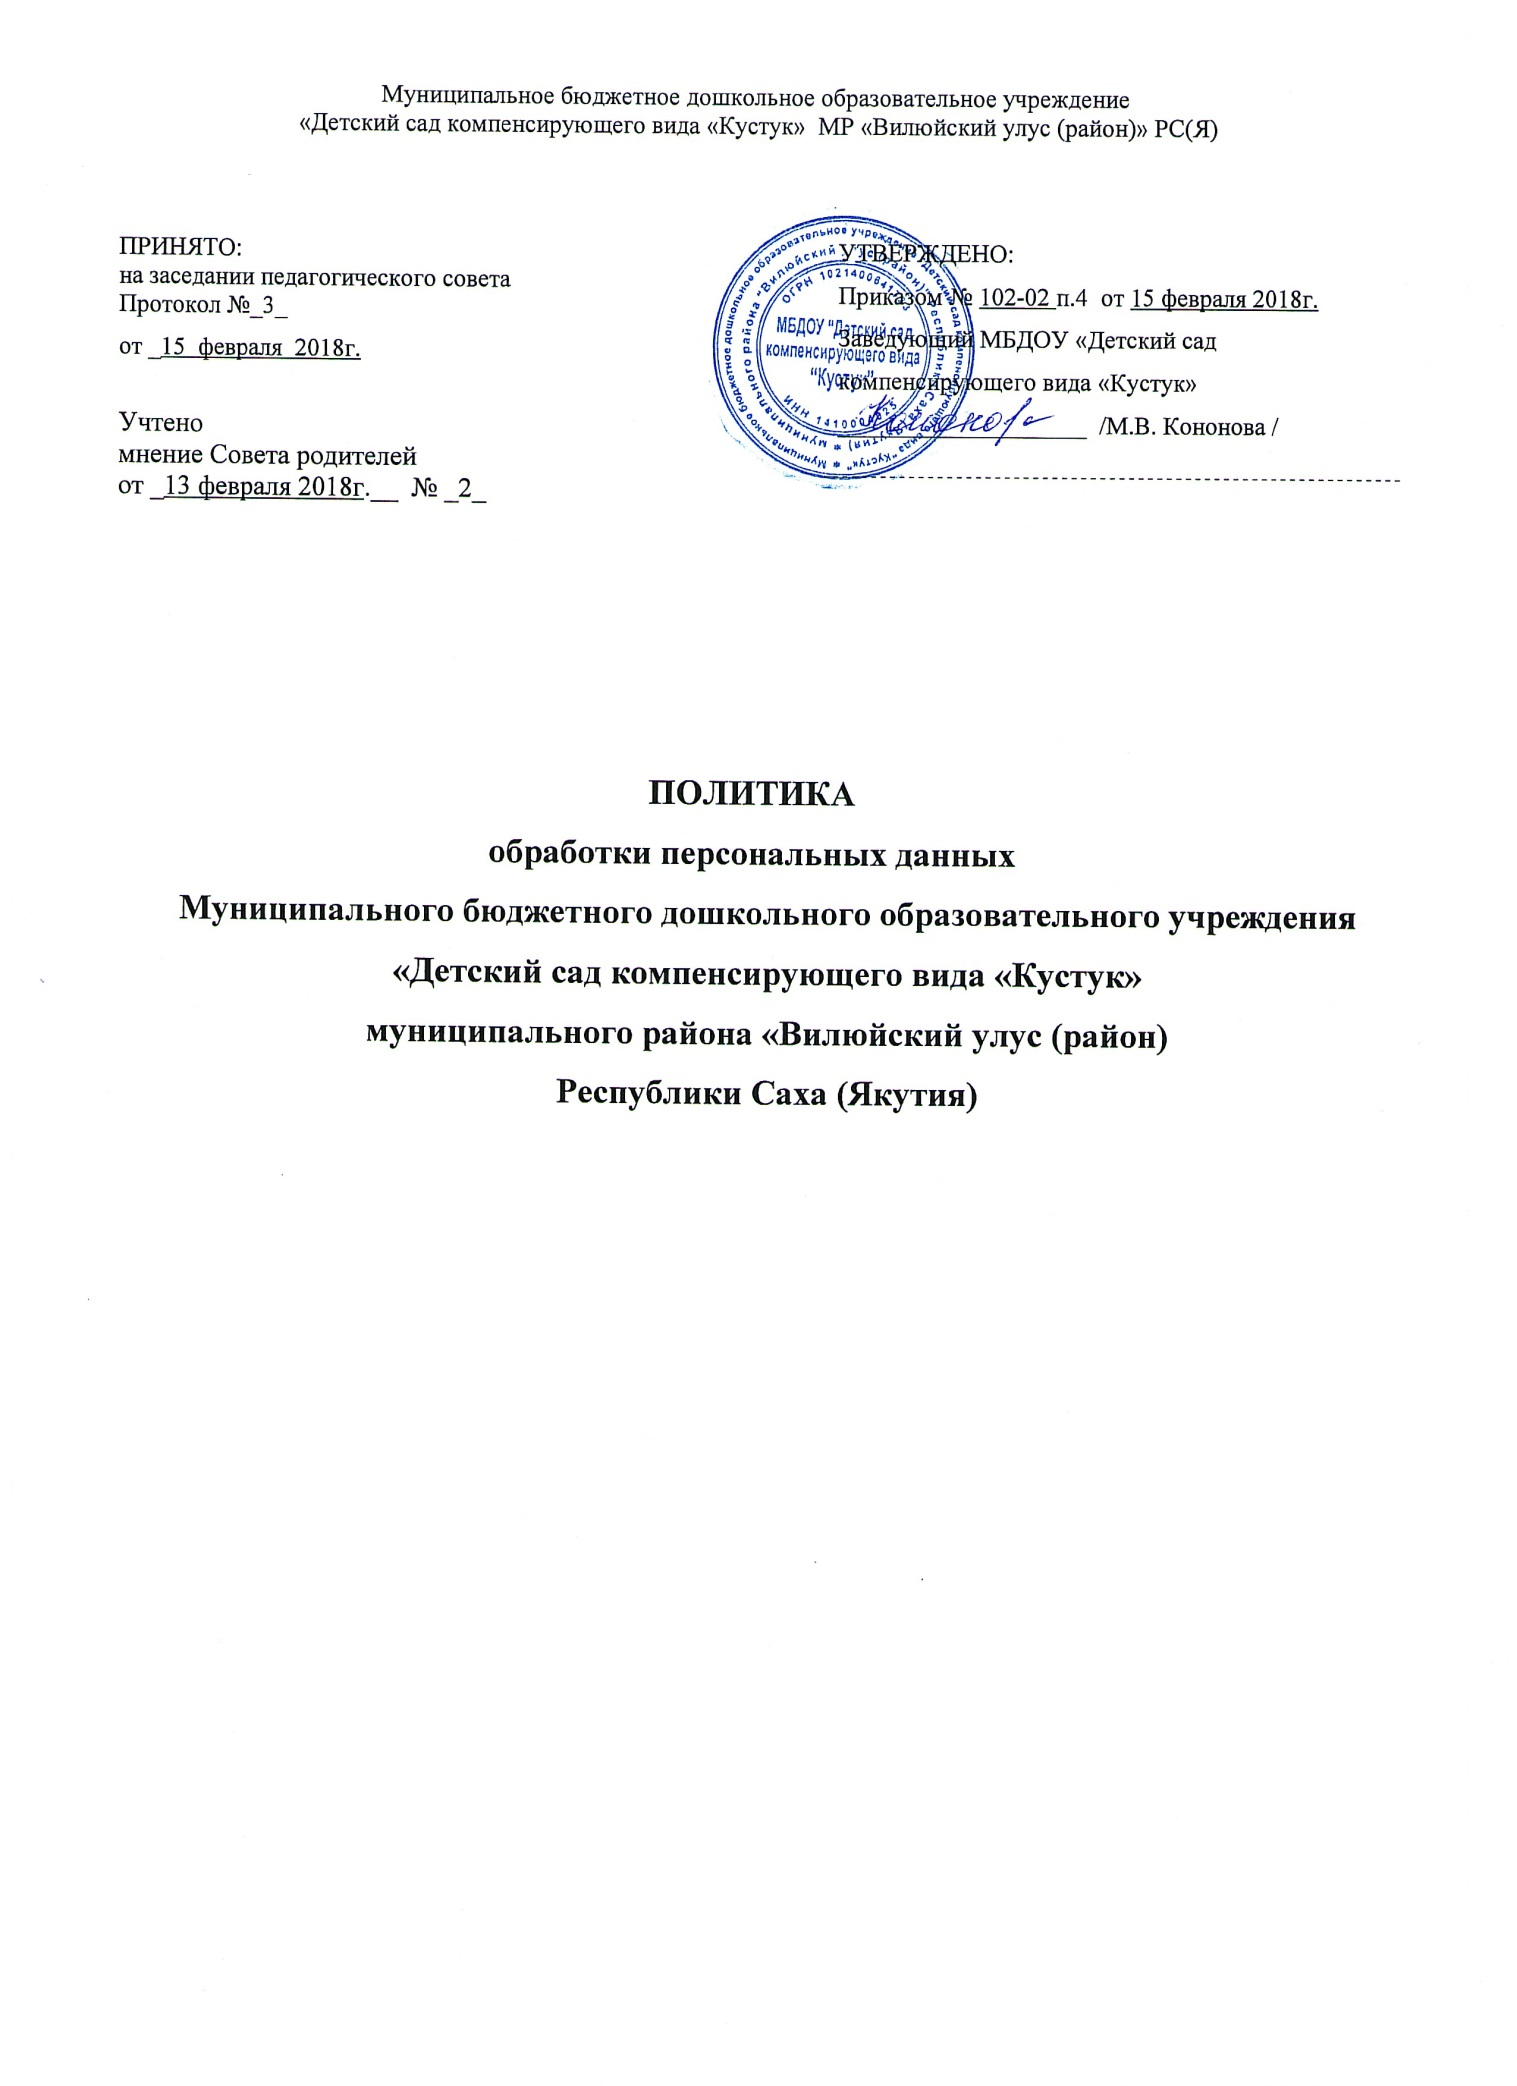 Муниципальное бюджетное дошкольное образовательное учреждение
«Детский сад компенсирующего вида «Кустук»  МР «Вилюйский улус (район)» РС(Я)
ПРИНЯТО:
на заседании педагогического совета
Протокол №_3_
от _15  февраля  2018г.
Учтено
мнение Совета родителей
от _13 февраля 2018г.__  № _2_
УТВЕРЖДЕНО:
Приказом № 102-02 п.4  от 15 февраля 2018г.
Заведующий МБДОУ «Детский сад
компенсирующего вида «Кустук»
/М.В. Кононова /
МБДОУ "Детский сад
компенсирующего вида
"Кустук"
ОГРН
ИНН
ПОЛИТИКА
обработки персональных данных
Муниципального бюджетного дошкольного образовательного учреждения
«Детский сад компенсирующего вида «Кустук»
муниципального района «Вилюйский улус (район)
Республики Саха (Якутия)